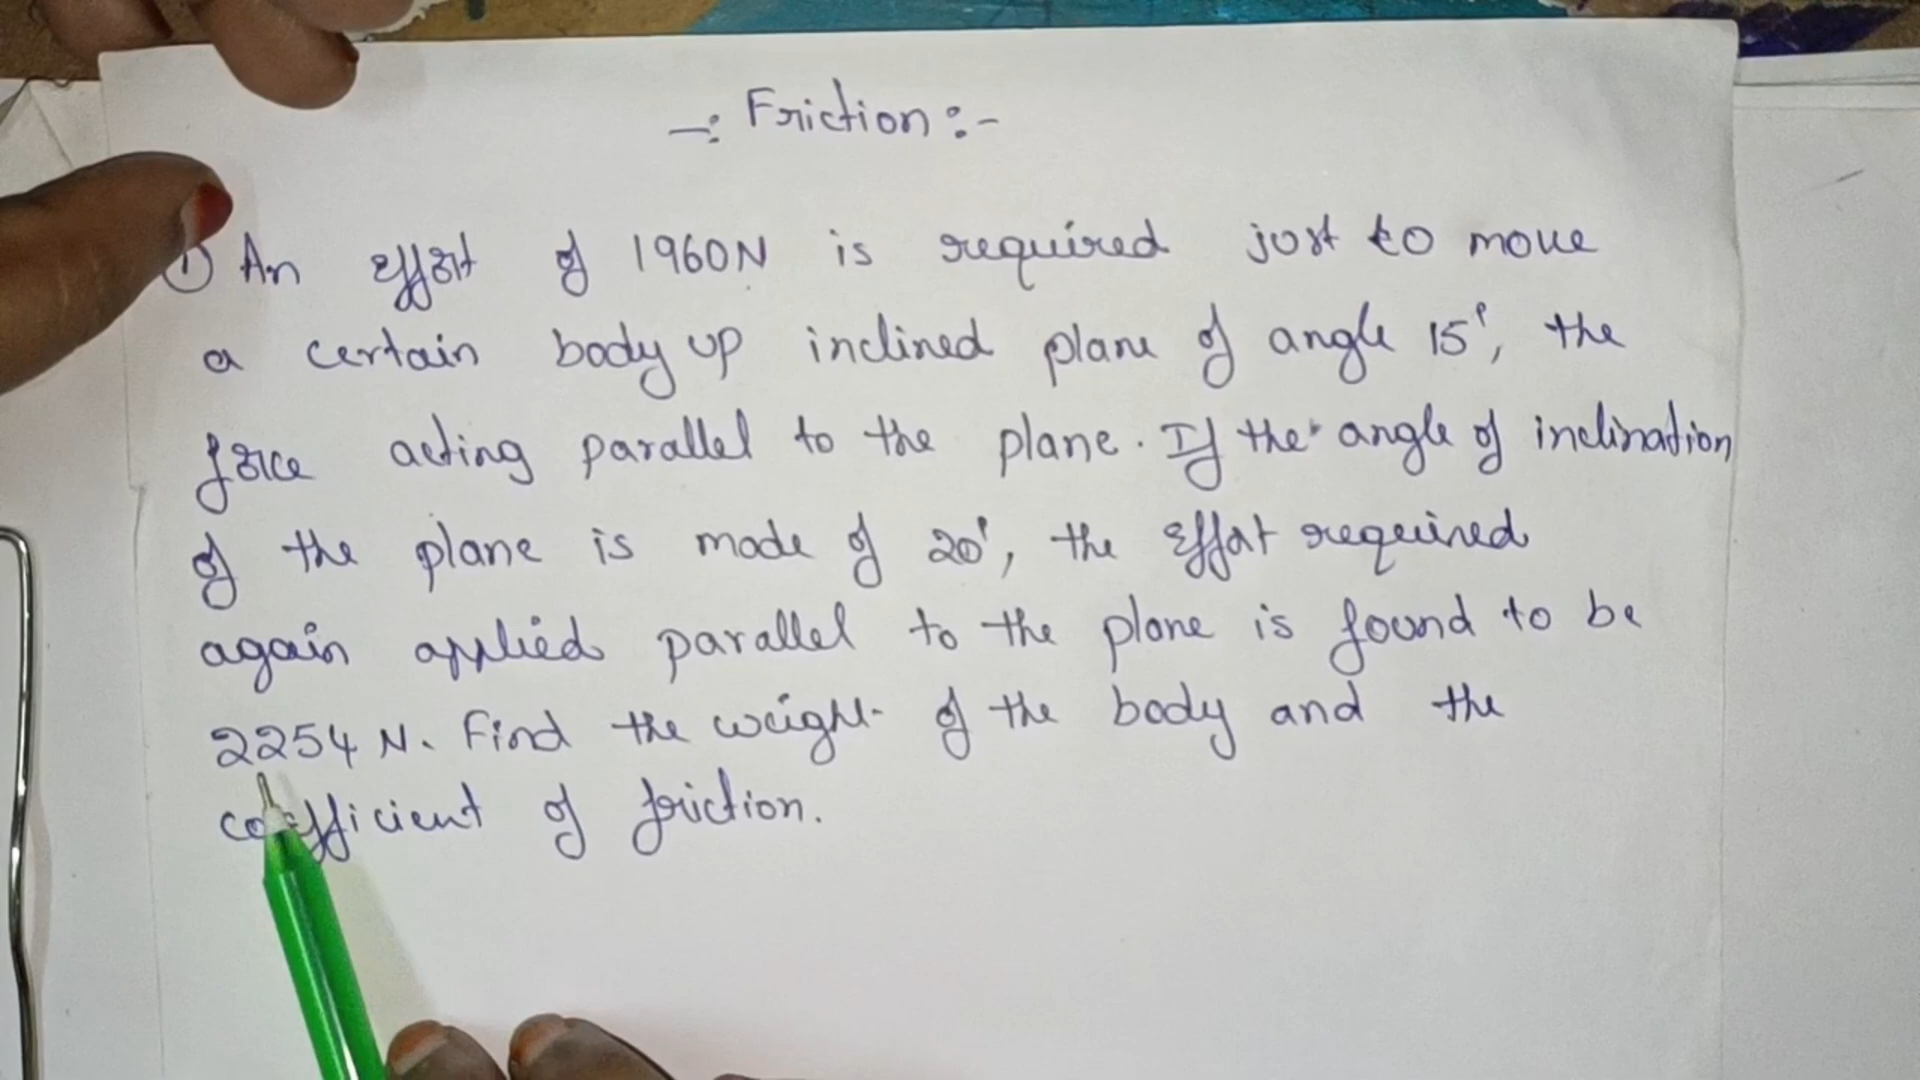 -: Friction :-
① An effort of 1960N is required just to move
a certain body up inclined plane of angle 15°, the
force acting parallel to the plane. If the angle of inclination
of the plane is made of 20°, the effort required
again applied parallel to the plane is found to be
2254 N. Find the weight of the body and the
coefficient of friction.